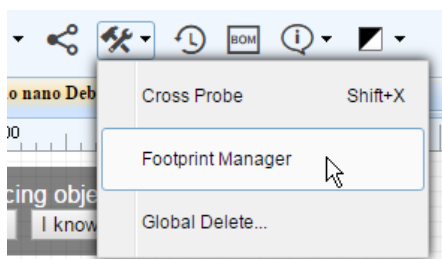 BOM
o nano Deb
Cross Probe Shift+X
00
Footprint Manager
cing obje
I know
Global Delete...